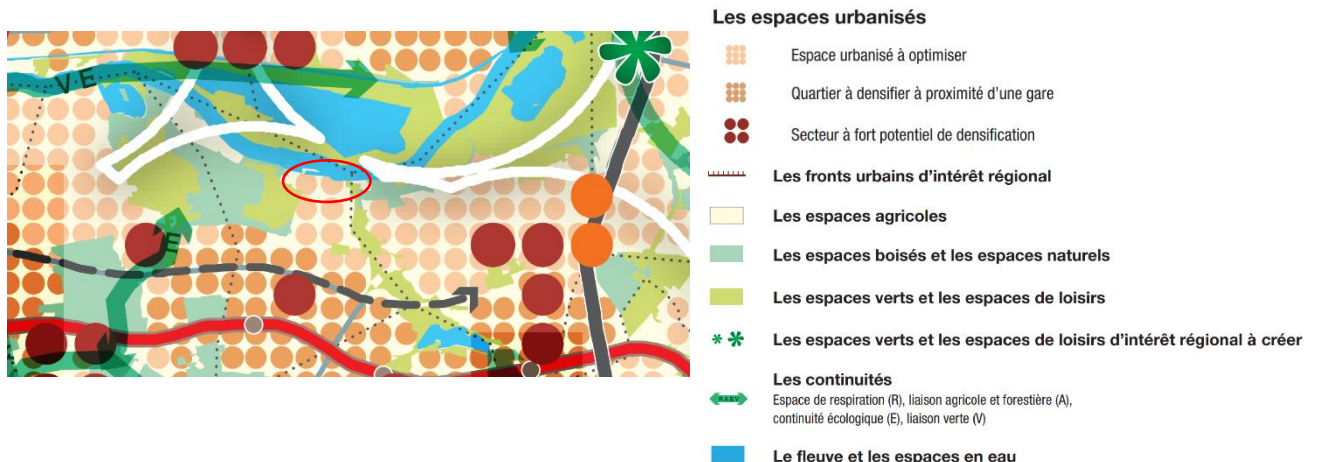 V E
E
Les espaces urbanisés
Espace urbanisé à optimiser
Quartier à densifier à proximité d'une gare
Secteur à fort potentiel de densification
Les fronts urbains d'intérêt régional
Les espaces agricoles
Les espaces boisés et les espaces naturels
Les espaces verts et les espaces de loisirs
Les espaces verts et les espaces de loisirs d'intérêt régional à créer
Les continuités
R A E V
Espace de respiration (R), liaison agricole et forestière (A),
continuité écologique (E), liaison verte (V)
Le fleuve et les espaces en eau